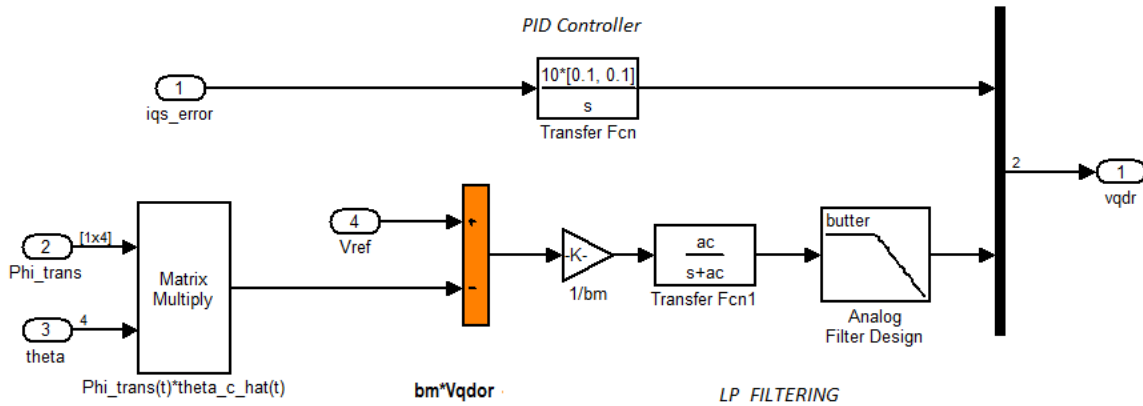 PID Controller
1
iqs_error
10*[0.1, 0.1]
s
Transfer Fcn
2
1
vqdr
2
[1x4]
Phi_trans
3
4
theta
Matrix
Multiply
Phi_trans(t)*theta_c_hat(t)
4
Vref
+
-
bm*Vqdor
-K-
1/bm
ac
s+ac
Transfer Fcn1
butter
Analog
Filter Design
LP FILTERING